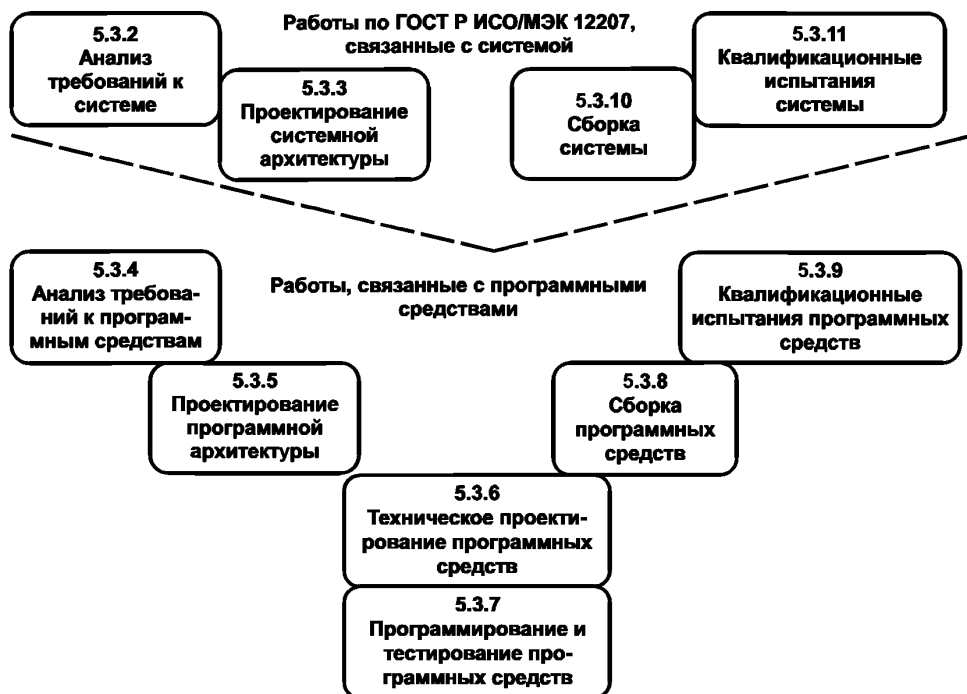 Работы по ГОСТ Р ИСО/МЭК 12207,
связанные с системой
5.3.2
Анализ
требований к
системе
5.3.3
Проектирование
системной
архитектуры
5.3.10
Сборка
системы
5.3.11
Квалификационные
испытания
системы
Работы, связанные с программными
средствами
5.3.4
Анализ требова-
ний к програм-
мным средствам
5.3.5
Проектирование
программной
архитектуры
5.3.6
Техническое проекти-
рование программных
средств
5.3.7
Программирование и
тестирование про-
граммных средств
5.3.8
Сборка
программных
средств
5.3.9
Квалификационные
испытания программных
средств